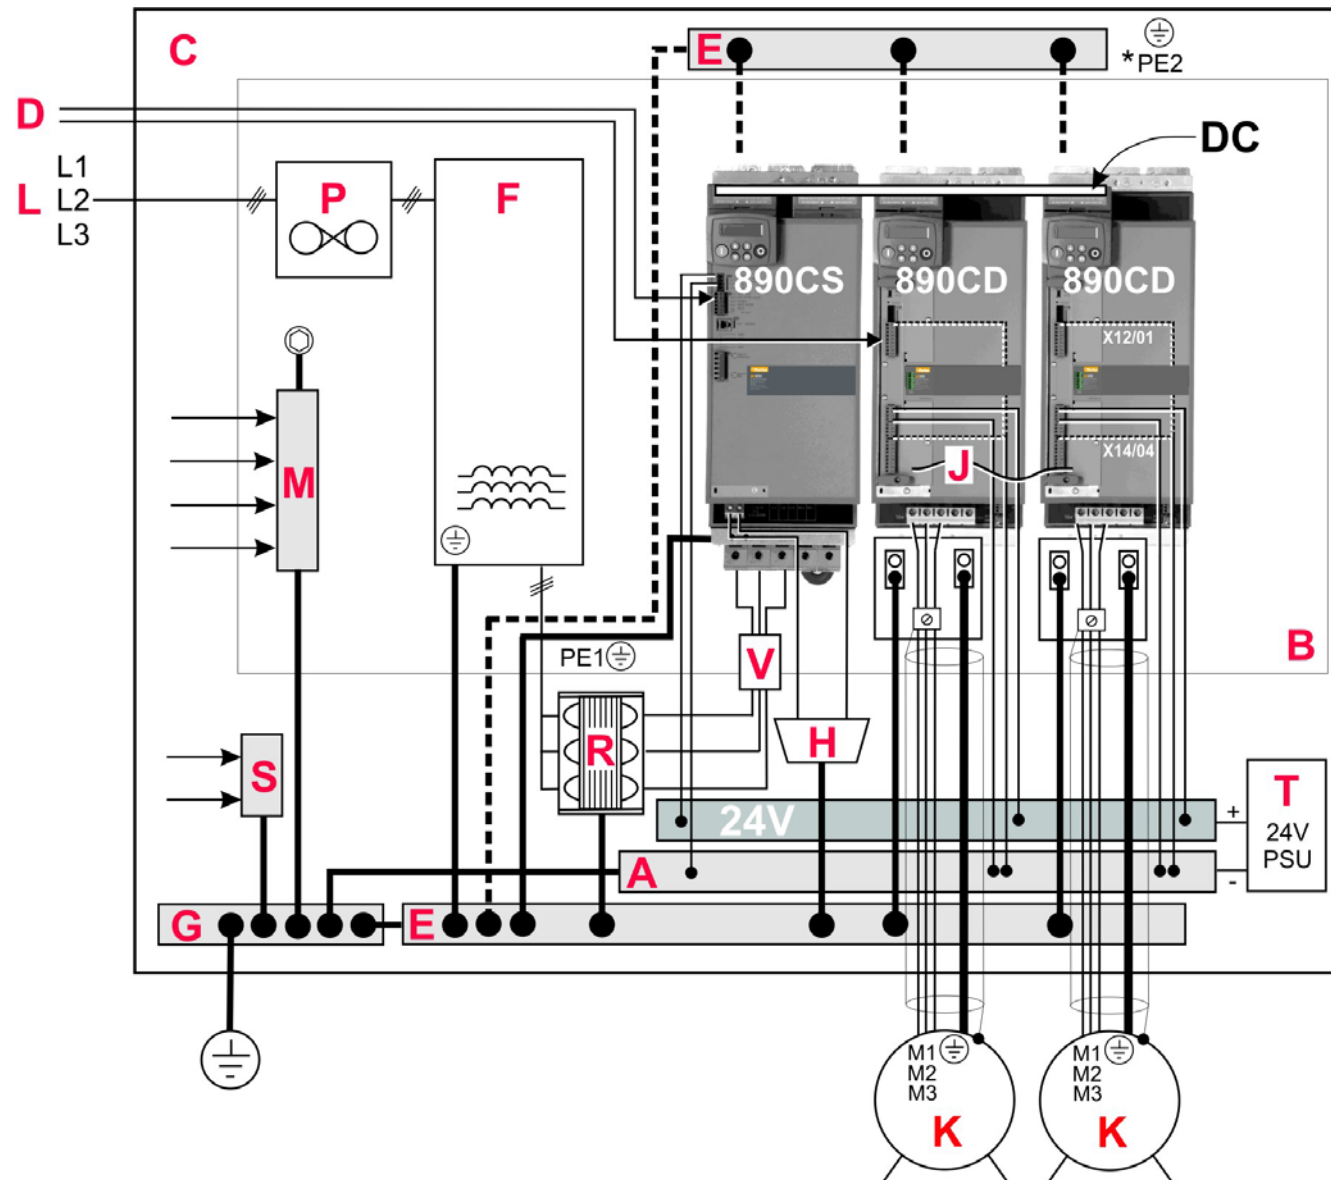 C
E
*PE2
D
DC
L1
L L2
L3
P
F
890CS
890CD
890CD
X12/01
M
X14/04
J
B
PE1
V
R
H
S
T
24V
PSU
24V
+
A
-
G
E
M1
M2
M3
K
M1
M2
M3
K